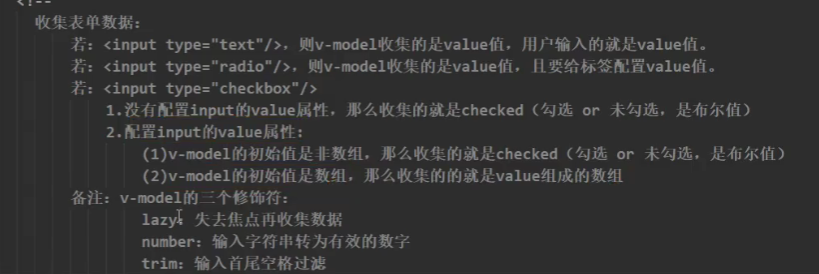 <!--
收集表单数据:
若: <input type="text"/>, 则v-model收集的是value值, 用户输入的就是value值。
若: <input type="radio"/>, 则v-model收集的是value值, 且要给标签配置value值。
若: <input type="checkbox"/>
1.没有配置input的value属性, 那么收集的就是checked (勾选 or 未勾选, 是布尔值)
2.配置input的value属性:
(1)v-model的初始值是非数组, 那么收集的就是checked (勾选 or 未勾选, 是布尔值)
(2)v-model的初始值是数组, 那么收集的的就是value组成的数组
备注: v-model的三个修饰符:
lazy: 失去焦点再收集数据
number: 输入字符串转为有效的数字
trim: 输入首尾空格过滤